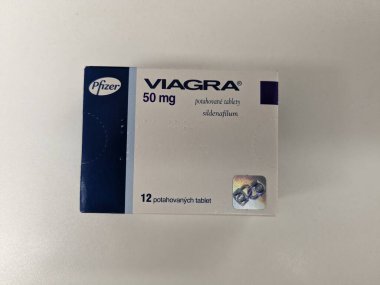 Pfizer
VIAGRA®
50 mg
potahované tablety
sildenafilum
12 potahovaných tablet